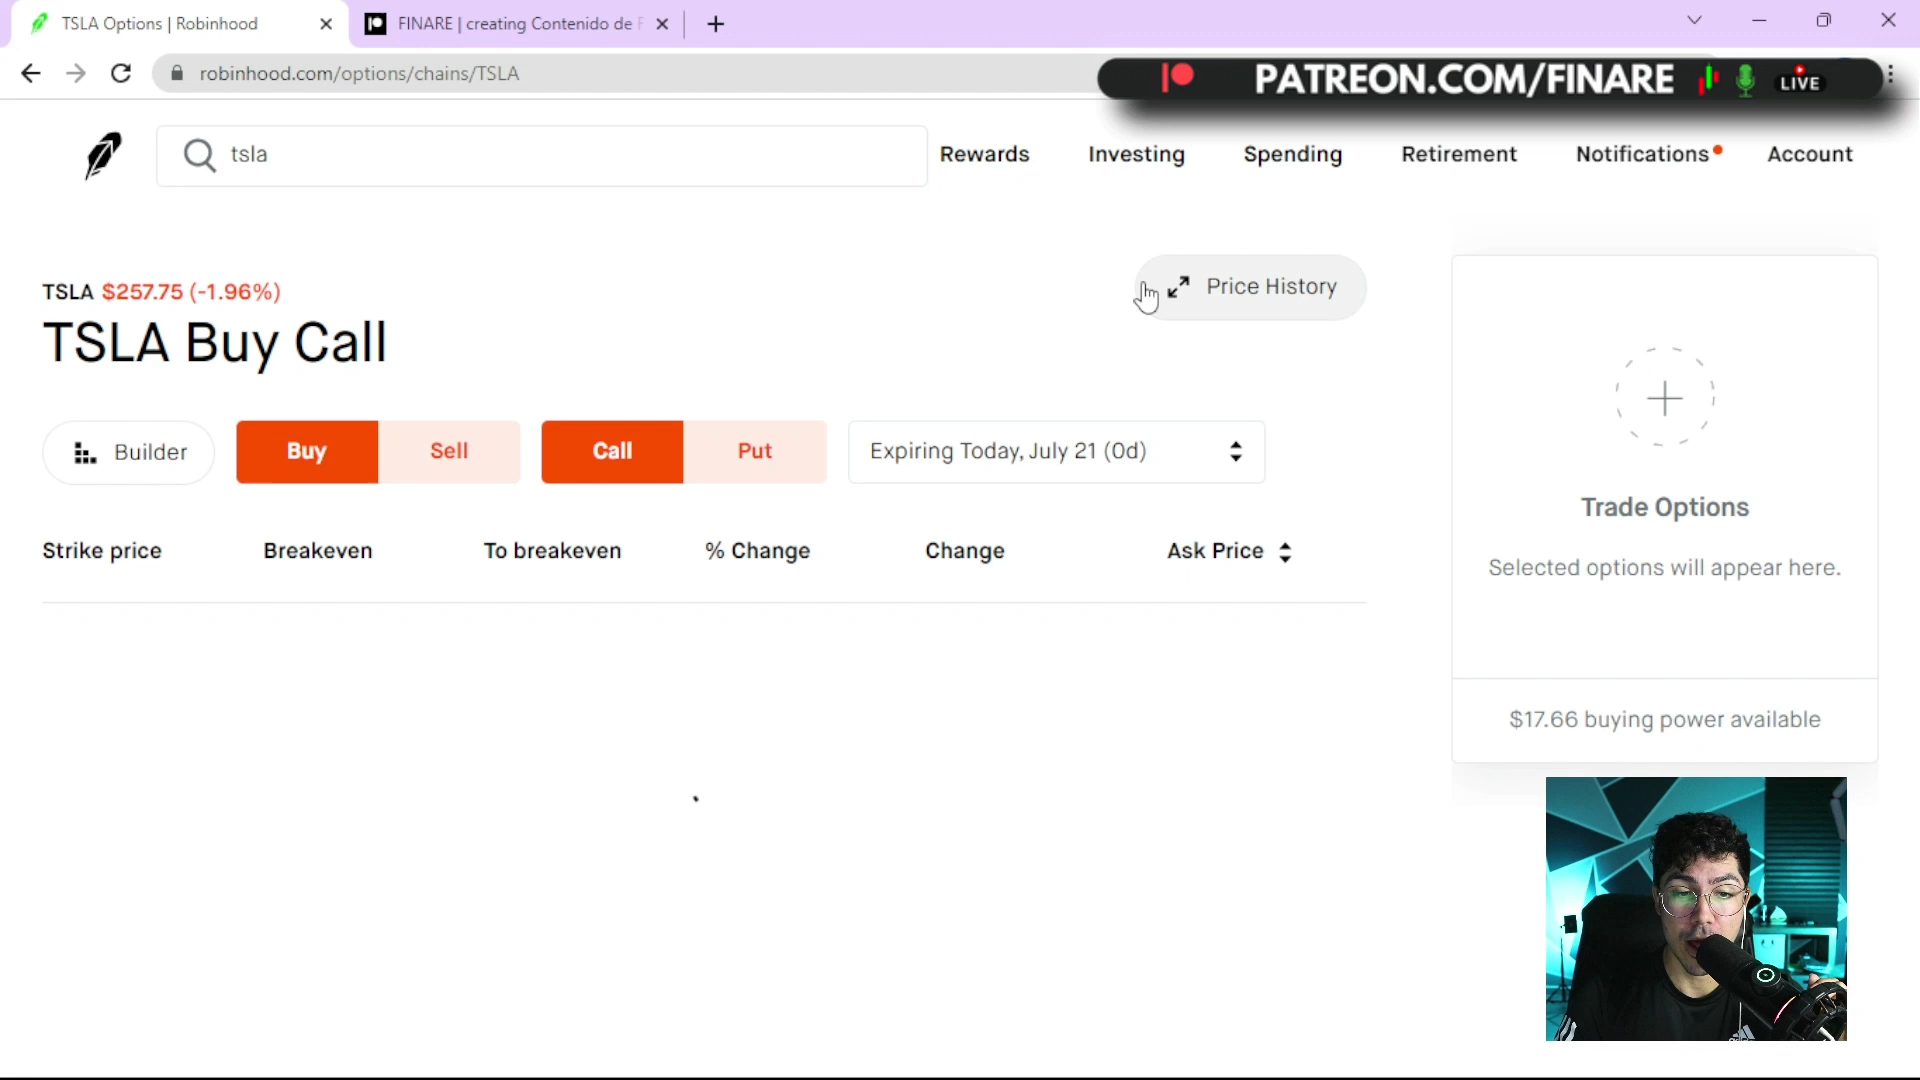 TSLA Options | Robinhood
FINARE | creating Contenido de F
robinhood.com/options/chains/TSLA
PATREON.COM/FINARE
LIVE
tsla
Rewards
Investing
Spending
Retirement
Notifications
Account
TSLA $257.75 (-1.96%)
TSLA Buy Call
Price History
Builder
Buy
Sell
Call
Put
Expiring Today, July 21 (0d)
Strike price
Breakeven
To breakeven
% Change
Change
Ask Price
Trade Options
Selected options will appear here.
$17.66 buying power available